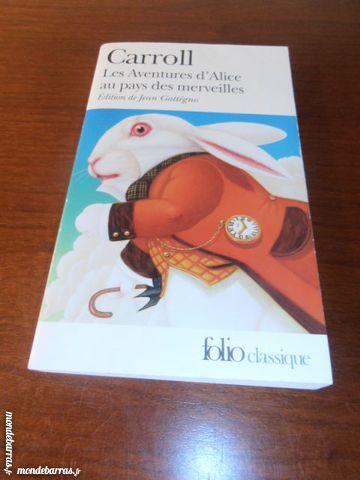 Carroll
Les Aventures d'Alice
au pays des merveilles
Édition de Jean Gattégno
folio classique
mondebarras.fr
mondebarras.fr